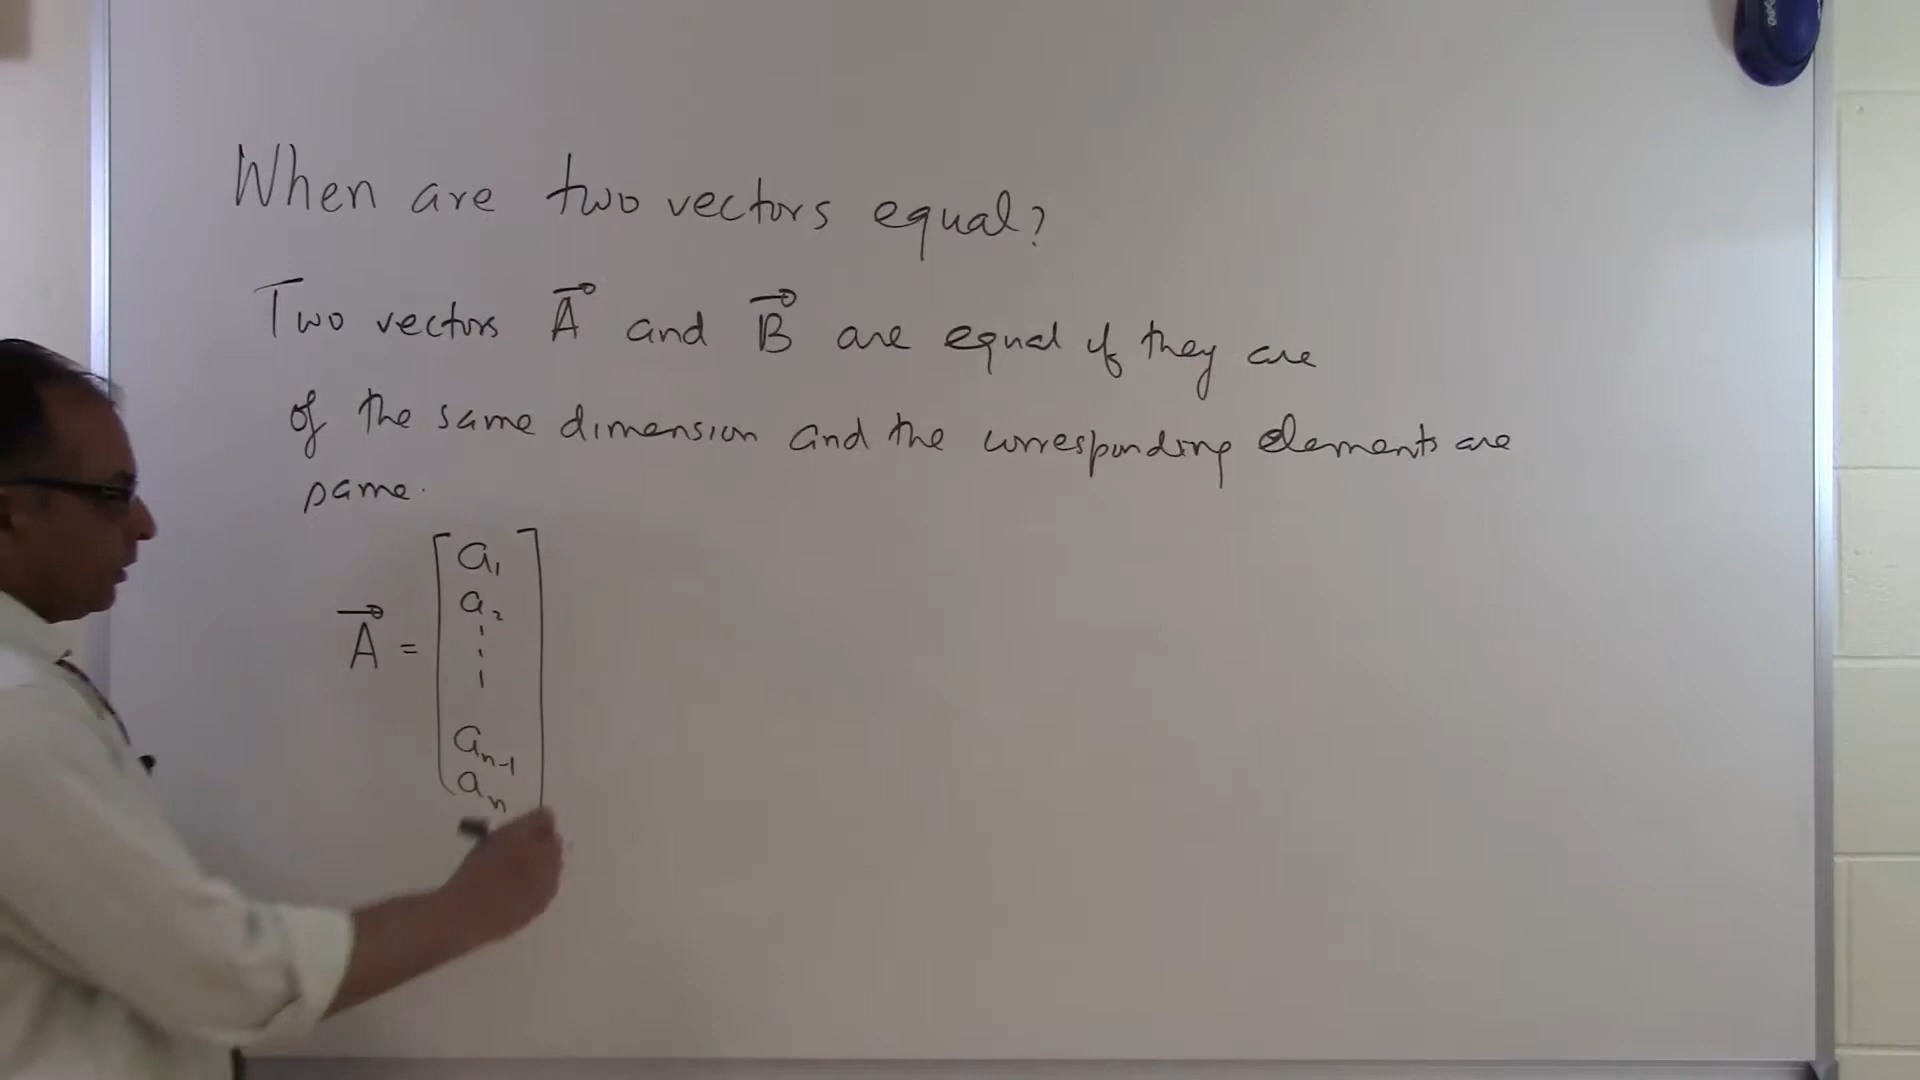 When are two vectors equal?
Two vectors A and B are equal if they are
of the same dimension and the corresponding elements are
same.
A = [a₁
a₂
⋮
aₙ₋₁
aₙ]
EXPO